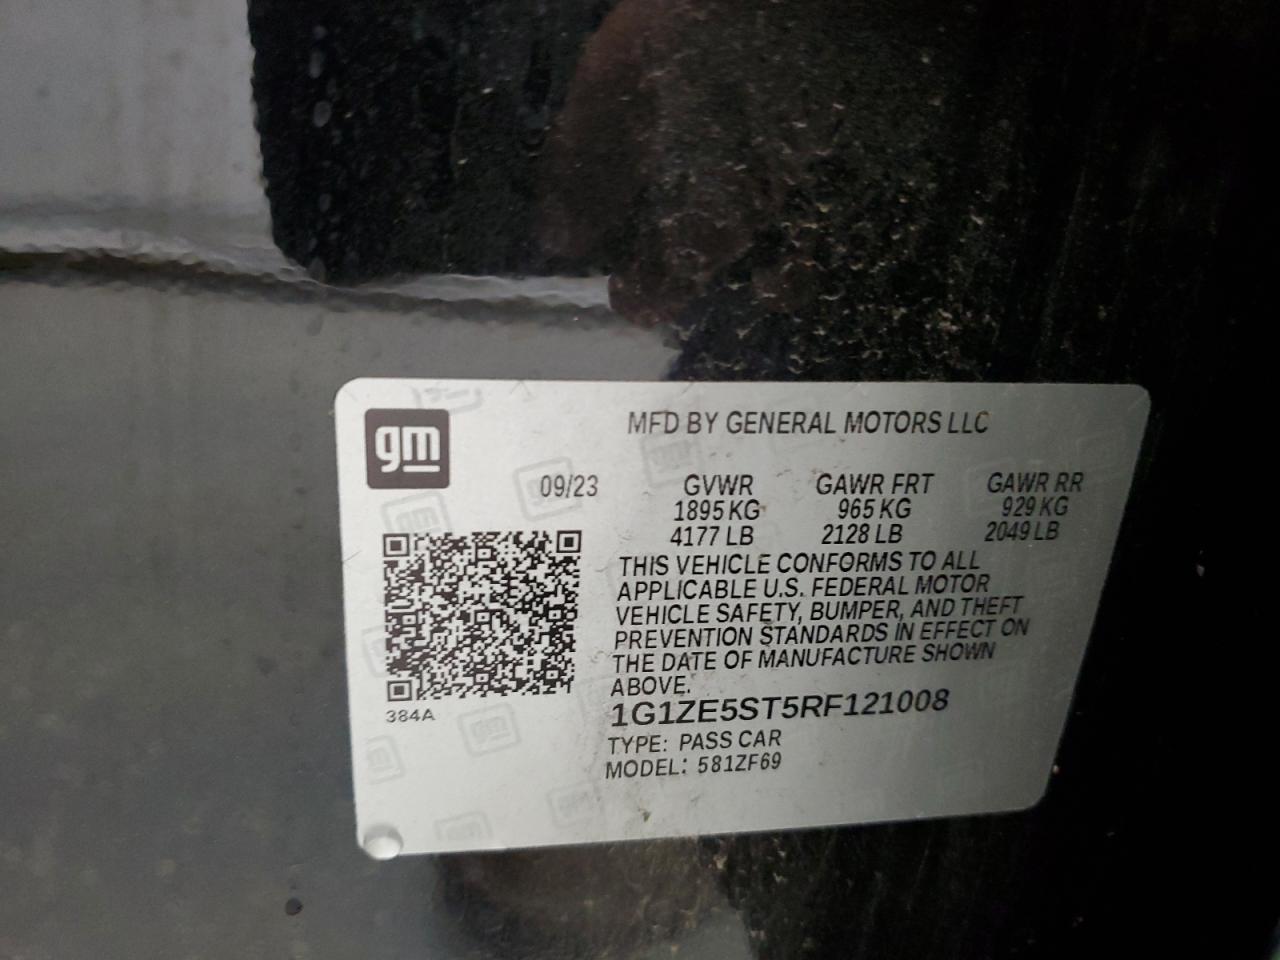 gm
MFD BY GENERAL MOTORS LLC
09/23 GVWR GAWR FRT GAWR RR
1895 KG 965 KG 929 KG
4177 LB 2128 LB 2049 LB
THIS VEHICLE CONFORMS TO ALL
APPLICABLE U.S. FEDERAL MOTOR
VEHICLE SAFETY, BUMPER, AND THEFT
PREVENTION STANDARDS IN EFFECT ON
THE DATE OF MANUFACTURE SHOWN
ABOVE.
384A
1G1ZE5ST5RF121008
TYPE: PASS CAR
MODEL: 581ZF69